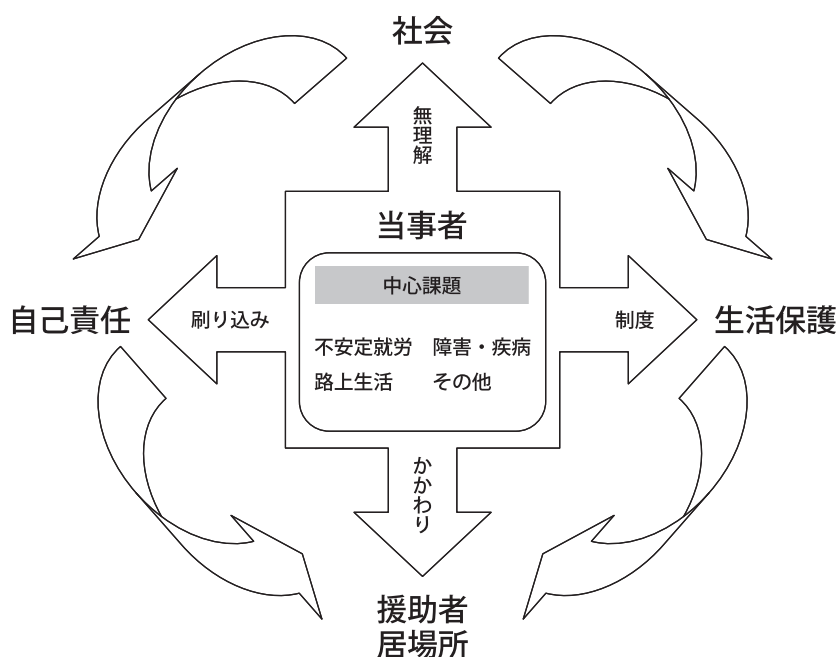 社会
無理解
当事者
中心課題
自己責任
刷り込み
不安定就労 障害・疾病
路上生活 その他
制度
生活保護
かかわり
援助者
居場所